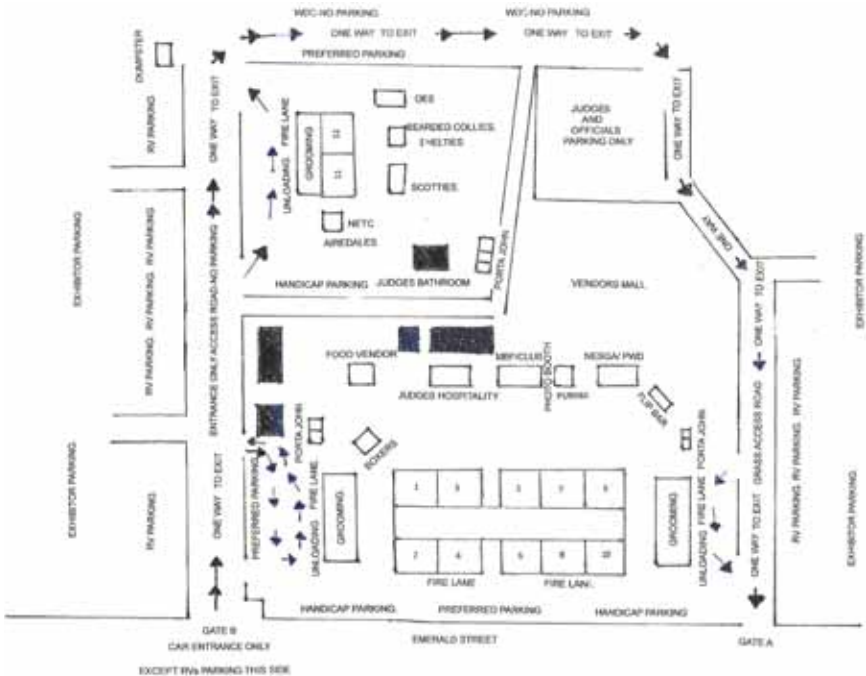 WDC-NO PARKING
WDC-NO PARKING
ONE WAY TO EXIT
ONE WAY TO EXIT
ONE WAY TO EXIT
PREFERRED PARKING
DUMPSTER
RV PARKING
ONE WAY TO EXIT
FIRE LANE
UNLOADING
GROOMING
12
11
OES
BEARDED COLLIES
SHELTIES
SCOTTIES
NETC
AIREDALES
JUDGES
AND
OFFICIALS
PARKING ONLY
ONE WAY TO EXIT
ONE WAY
PORTA JOHN
HANDICAP PARKING
JUDGES BATHROOM
VENDORS MALL
EXHIBITOR PARKING
RV PARKING. RV PARKING. RV PARKING
ENTRANCE ONLY ACCESS ROAD-NO PARKING
FOOD VENDOR
JUDGES HOSPITALITY
MBF/CLUB
PHOTO BOOTH
NESGA/ PWD
FLIP BAR
PORTA JOHN
BOXERS
PORTA JOHN
ONE WAY TO EXIT
EXHIBITOR PARKING
RV PARKING. RV PARKING. RV PARKING
GRASS ACCESS ROAD
ONE WAY TO EXIT
EXHIBITOR PARKING.
EXHIBITOR PARKING.
RV PARKING.
ONE WAY TO EXIT
PREFERRED PARKING
UNLOADING
FIRE LANE.
GROOMING.
1
3
5
7
2
4
6
8
10
GROOMING
UNLOADING FIRE LANE
FIRE LANE
FIRE LANE.
HANDICAP PARKING.
PREFERRED PARKING
HANDICAP PARKING
GATE B
CAR ENTRANCE ONLY
EXCEPT RVs PARKING THIS SIDE
EMERALD STREET
GATE A